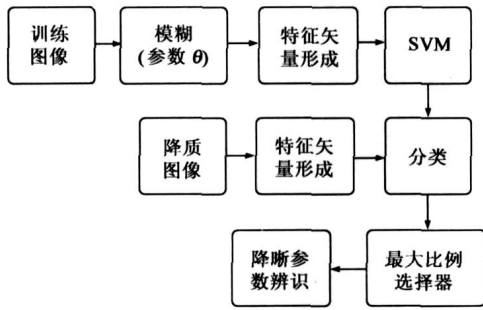 训练
图像
模糊
(参数 θ)
特征矢
量形成
SVM
降质
图像
特征矢
量形成
分类
降晰参
数辨识
最大比例
选择器